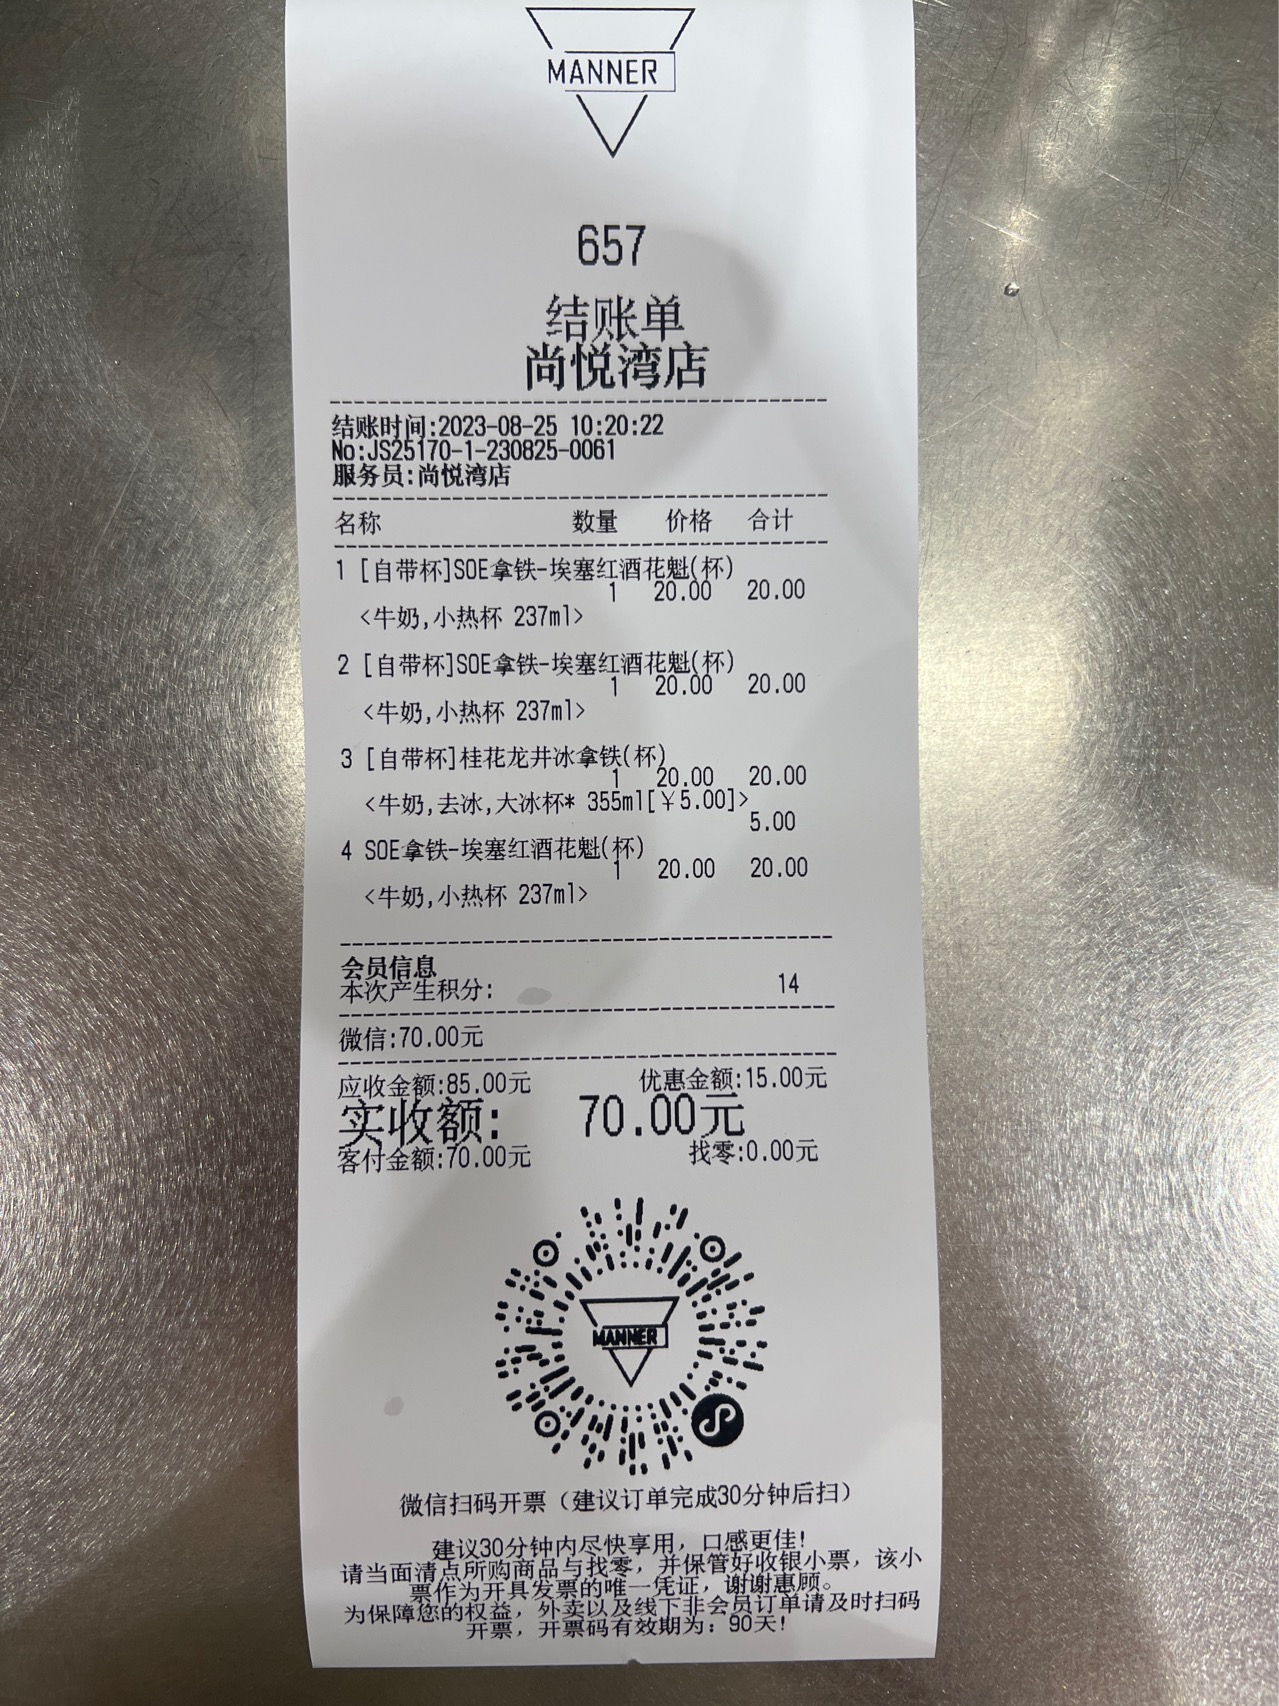 MANNER
657
结账单
尚悦湾店
结账时间:2023-08-25 10:20:22
No:JS25170-1-230825-0061
服务员:尚悦湾店
名称 数量 价格 合计
1 [自带杯]SOE拿铁-埃塞红酒花魁(杯)
1 20.00 20.00
<牛奶,小热杯 237ml>
2 [自带杯]SOE拿铁-埃塞红酒花魁(杯)
1 20.00 20.00
<牛奶,小热杯 237ml>
3 [自带杯]桂花龙井冰拿铁(杯)
1 20.00 20.00
<牛奶,去冰,大冰杯* 355ml[￥5.00]>
5.00
4 SOE拿铁-埃塞红酒花魁(杯)
1 20.00 20.00
<牛奶,小热杯 237ml>
会员信息
本次产生积分: 14
微信:70.00元
应收金额:85.00元 优惠金额:15.00元
实收额: 70.00元
客付金额:70.00元 找零:0.00元
MANNER
微信扫码开票（建议订单完成30分钟后扫）
建议30分钟内尽快享用，口感更佳!
请当面清点所购商品与找零，并保管好收银小票，该小
票作为开具发票的唯一凭证，谢谢惠顾。
为保障您的权益，外卖以及线下非会员订单请及时扫码
开票，开票码有效期为：90天!